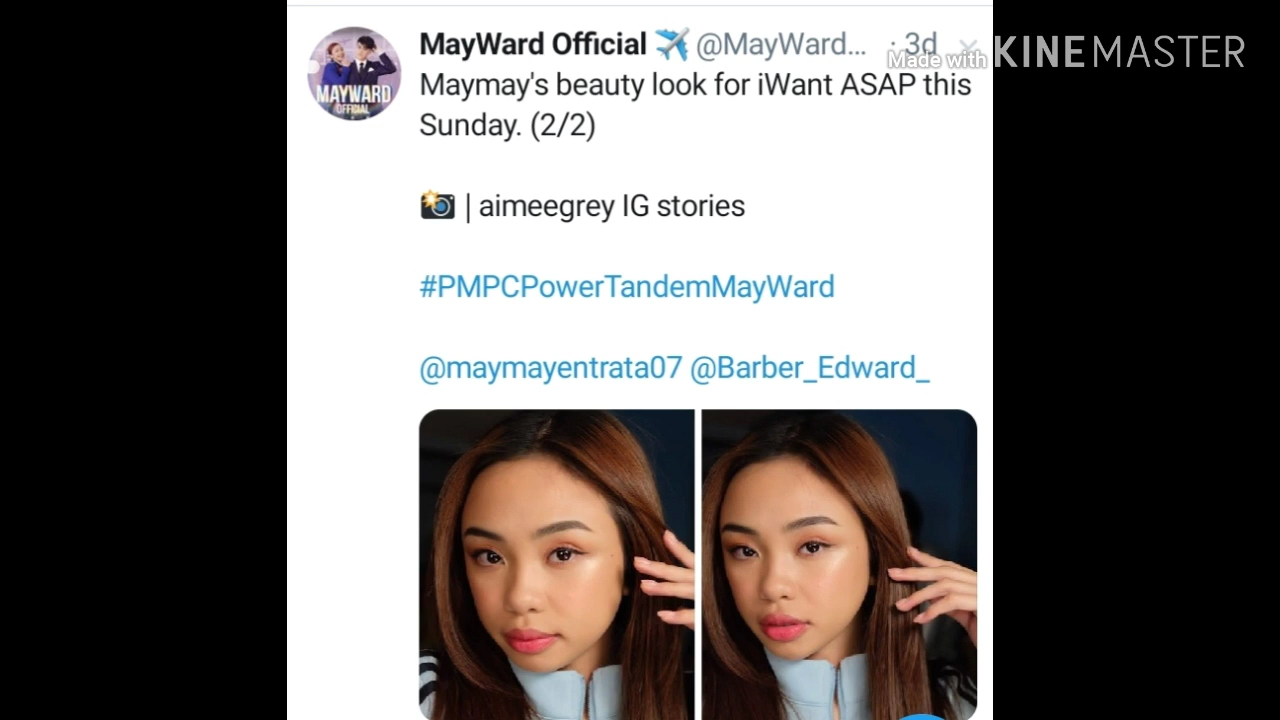 MayWard Official ✈️ @MayWard... · 3d
Made with KINEMASTER
Maymay's beauty look for iWant ASAP this
Sunday. (2/2)
📸 | aimeegrey IG stories
#PMPCPowerTandemMayWard
@maymayentrata07 @Barber_Edward_
MAYWARD
OFFICIAL